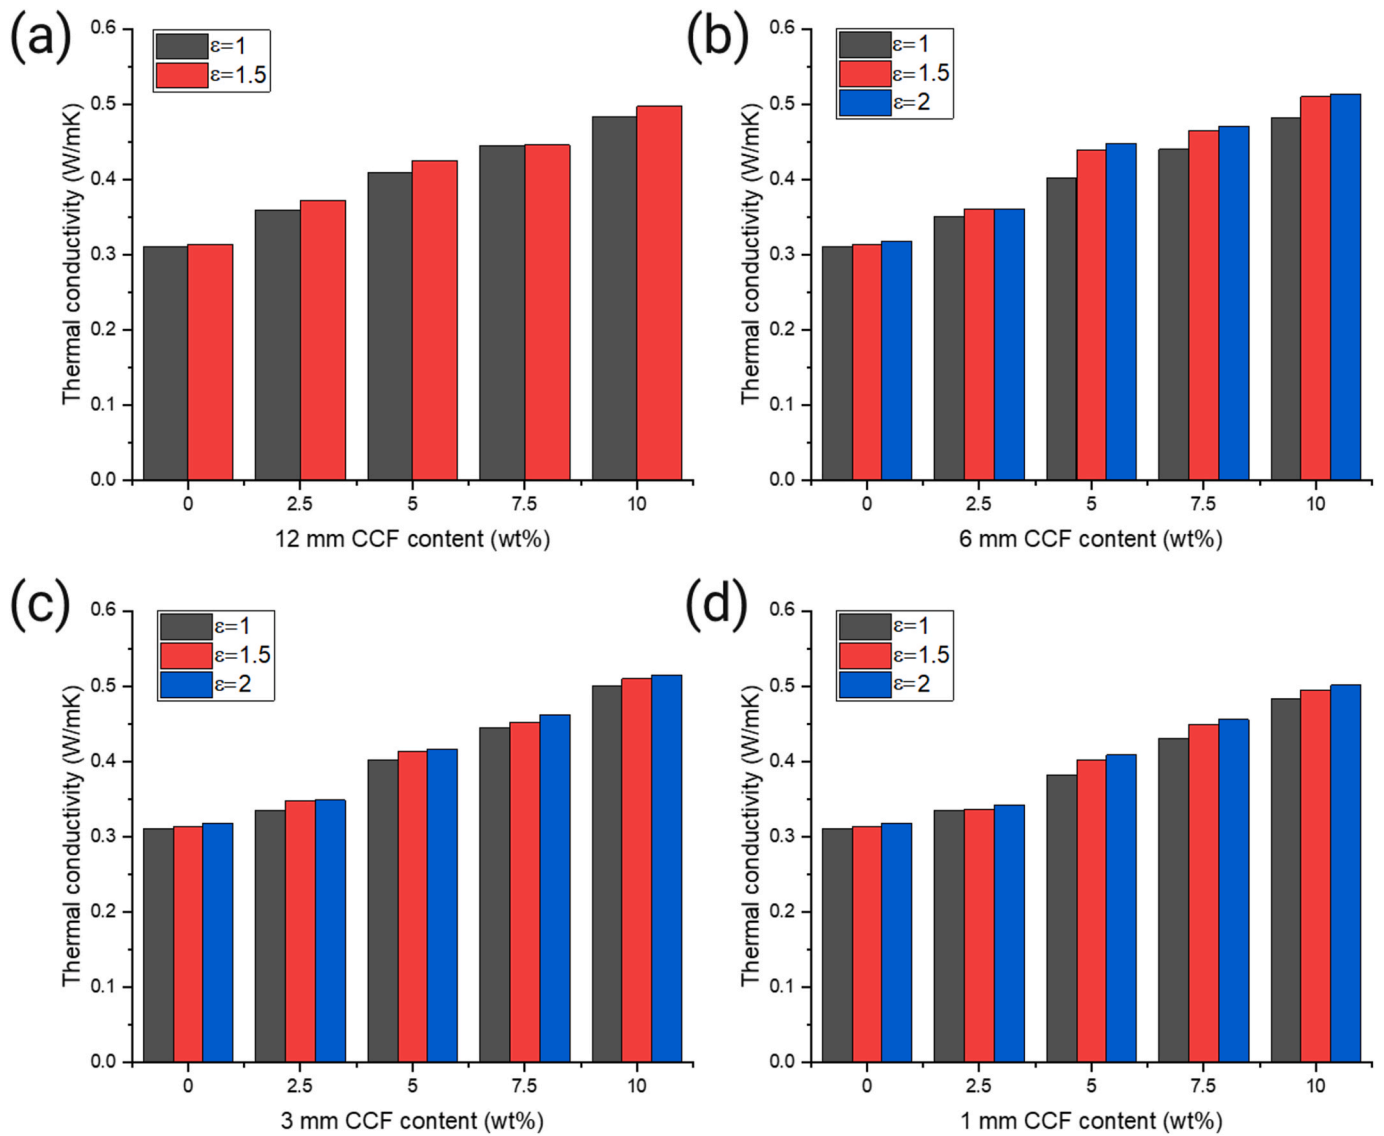 (a)
ε=1
ε=1.5
Thermal conductivity (W/mK)
0.6
0.5
0.4
0.3
0.2
0.1
0.0
0 2.5 5 7.5 10
12 mm CCF content (wt%)
(b)
ε=1
ε=1.5
ε=2
Thermal conductivity (W/mK)
0.6
0.5
0.4
0.3
0.2
0.1
0.0
0 2.5 5 7.5 10
6 mm CCF content (wt%)
(c)
ε=1
ε=1.5
ε=2
Thermal conductivity (W/mK)
0.6
0.5
0.4
0.3
0.2
0.1
0.0
0 2.5 5 7.5 10
3 mm CCF content (wt%)
(d)
ε=1
ε=1.5
ε=2
Thermal conductivity (W/mK)
0.6
0.5
0.4
0.3
0.2
0.1
0.0
0 2.5 5 7.5 10
1 mm CCF content (wt%)